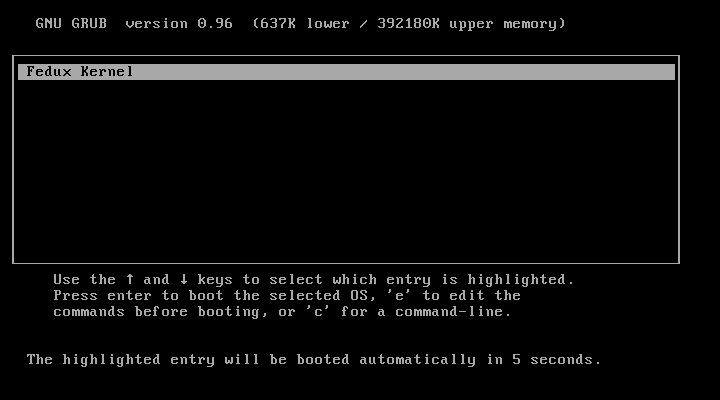 GNU GRUB  version 0.96  (637K lower / 392180K upper memory)
Fedux Kernel
Use the ↑ and ↓ keys to select which entry is highlighted.
Press enter to boot the selected OS, 'e' to edit the
commands before booting, or 'c' for a command-line.
The highlighted entry will be booted automatically in 5 seconds.